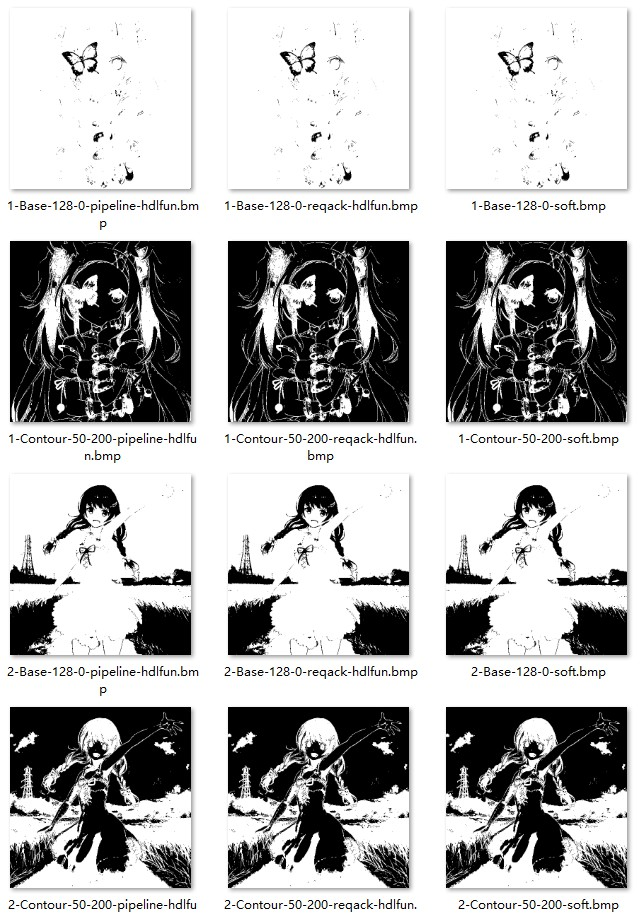 1-Base-128-0-pipeline-hdlfun.bm
p
1-Base-128-0-reqack-hdlfun.bmp
1-Base-128-0-soft.bmp
1-Contour-50-200-pipeline-hdlfu
n.bmp
1-Contour-50-200-reqack-hdlfun.
bmp
1-Contour-50-200-soft.bmp
2-Base-128-0-pipeline-hdlfun.bm
p
2-Base-128-0-reqack-hdlfun.bmp
2-Base-128-0-soft.bmp
2-Contour-50-200-pipeline-hdlfu
2-Contour-50-200-reqack-hdlfun.
2-Contour-50-200-soft.bmp